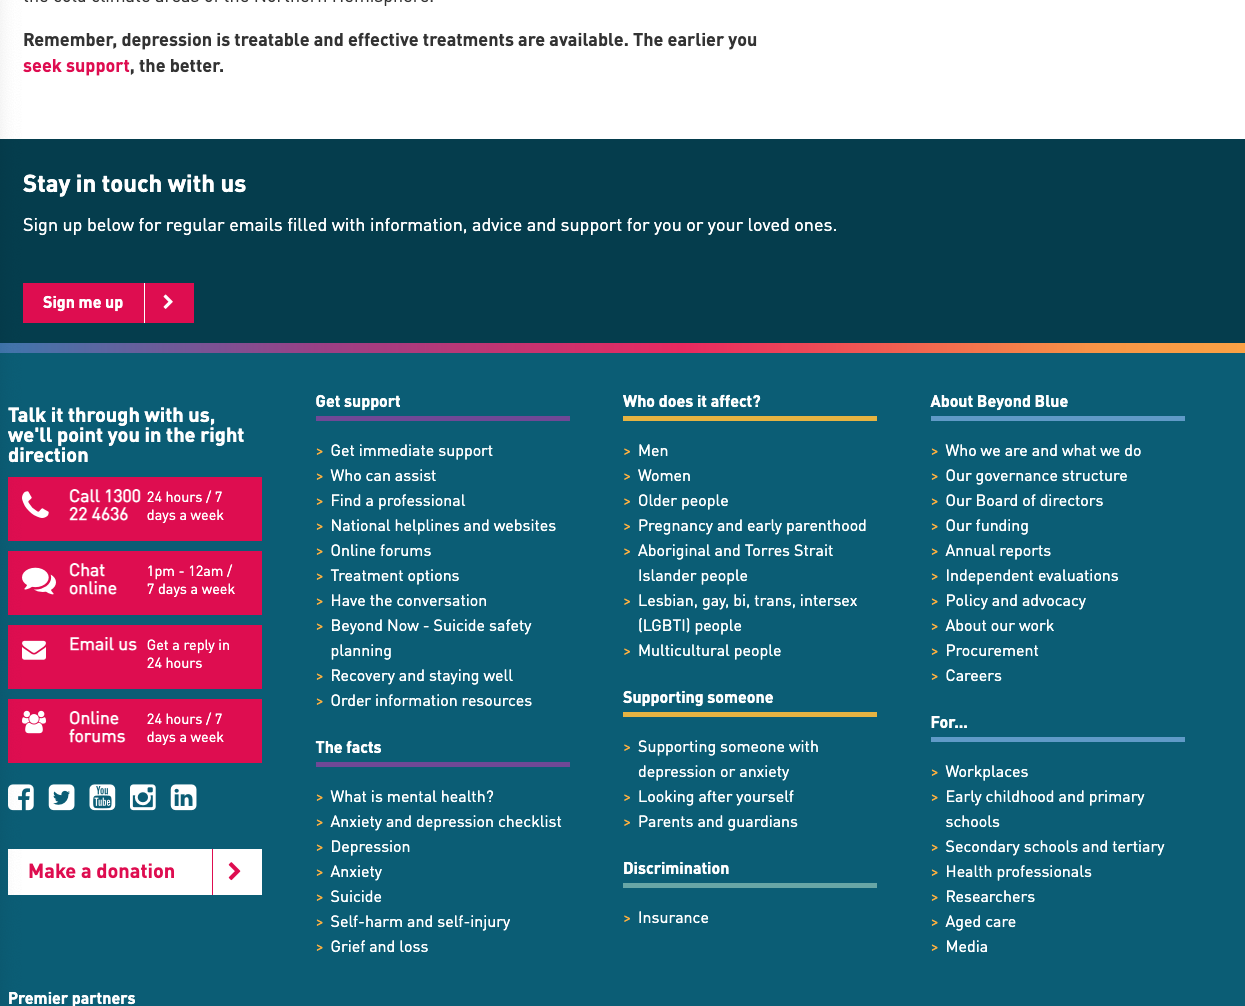 the cold climate areas of the Northern Hemisphere.
Remember, depression is treatable and effective treatments are available. The earlier you
seek support, the better.
Stay in touch with us
Sign up below for regular emails filled with information, advice and support for you or your loved ones.
Sign me up
Talk it through with us,
we'll point you in the right
direction
Call 1300 24 hours / 7
22 4636 days a week
Chat 1pm - 12am /
online 7 days a week
Email us Get a reply in
24 hours
Online 24 hours / 7
forums days a week
You
Tube
Make a donation
Get support
> Get immediate support
> Who can assist
> Find a professional
> National helplines and websites
> Online forums
> Treatment options
> Have the conversation
> Beyond Now - Suicide safety
planning
> Recovery and staying well
> Order information resources
The facts
> What is mental health?
> Anxiety and depression checklist
> Depression
> Anxiety
> Suicide
> Self-harm and self-injury
> Grief and loss
Who does it affect?
> Men
> Women
> Older people
> Pregnancy and early parenthood
> Aboriginal and Torres Strait
Islander people
> Lesbian, gay, bi, trans, intersex
(LGBTI) people
> Multicultural people
Supporting someone
> Supporting someone with
depression or anxiety
> Looking after yourself
> Parents and guardians
Discrimination
> Insurance
About Beyond Blue
> Who we are and what we do
> Our governance structure
> Our Board of directors
> Our funding
> Annual reports
> Independent evaluations
> Policy and advocacy
> About our work
> Procurement
> Careers
For...
> Workplaces
> Early childhood and primary
schools
> Secondary schools and tertiary
> Health professionals
> Researchers
> Aged care
> Media
Premier partners